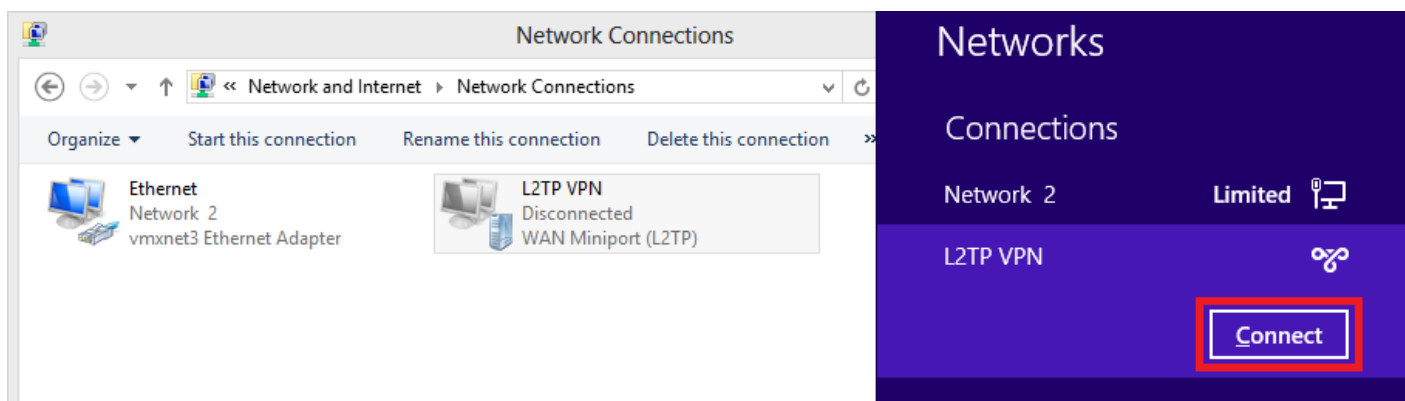 Network Connections
« Network and Internet Network Connections
Organize Start this connection Rename this connection Delete this connection »
Ethernet
Network 2
vmxnet3 Ethernet Adapter
L2TP VPN
Disconnected
WAN Miniport (L2TP)
Networks
Connections
Network 2 Limited
L2TP VPN
Connect